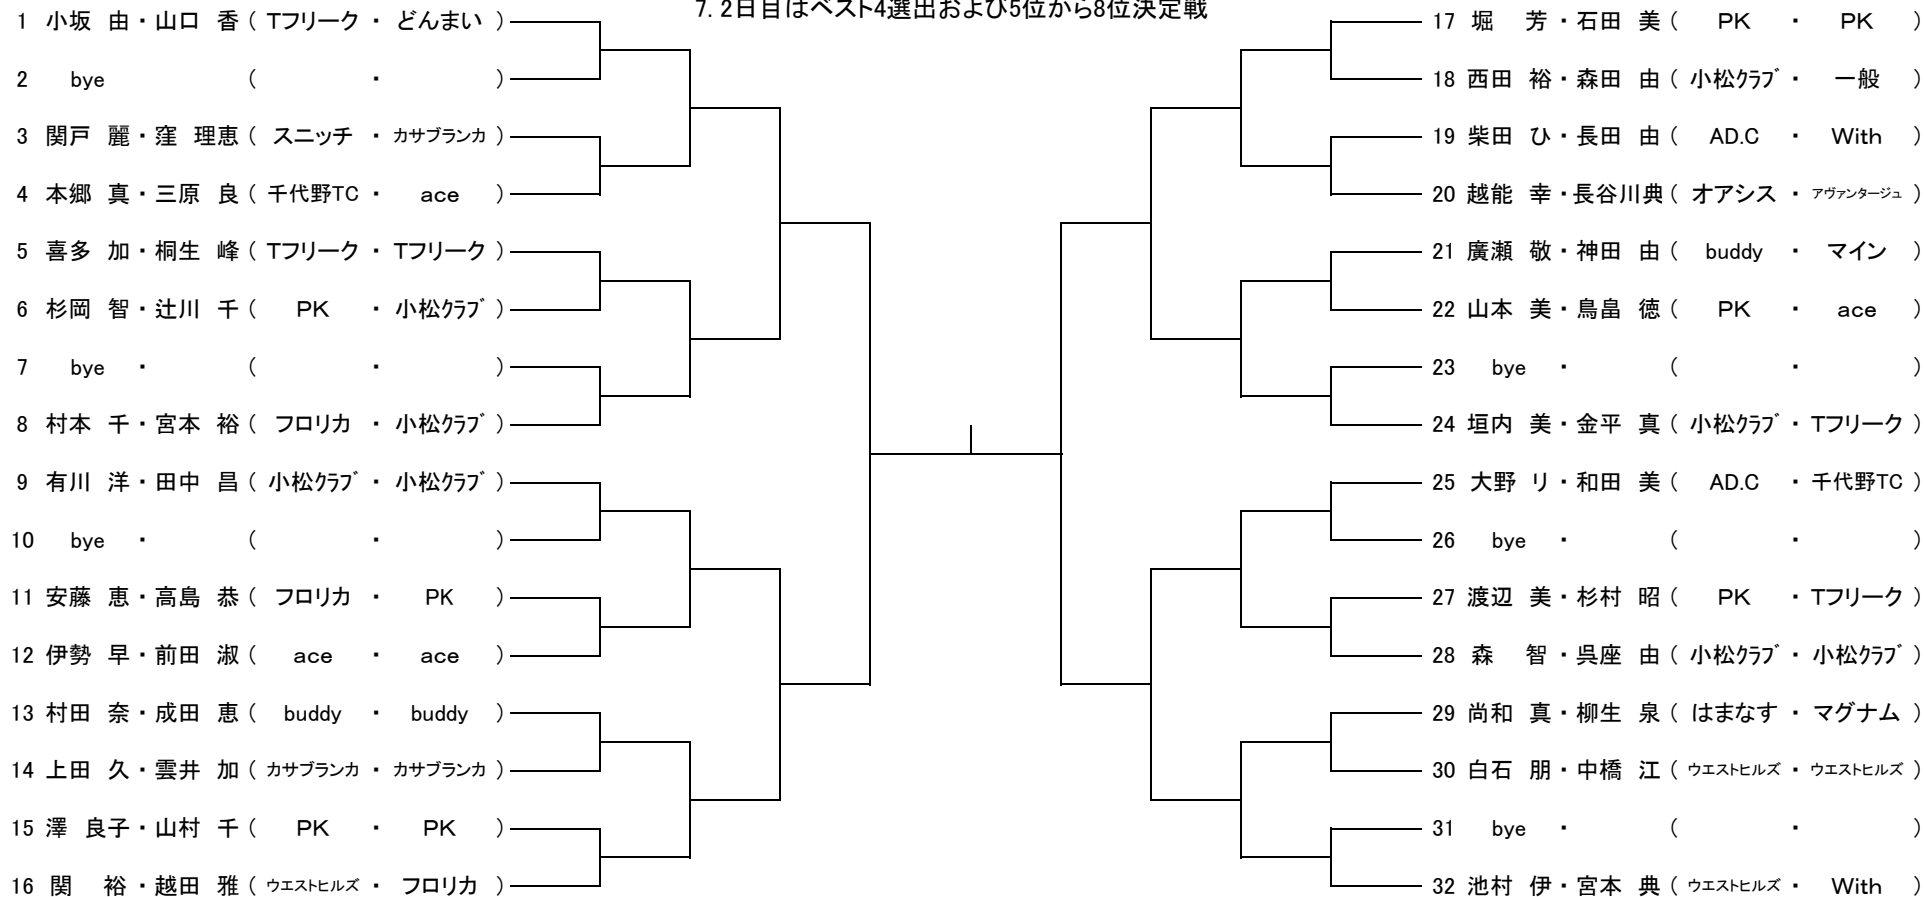 7. 2日目はベスト4選出および5位から8位決定戦
1 小坂 由・山口 香 ( Tフリーク ・ どんまい )
2 bye ( ・ )
3 関戸 麗・窪 理恵 ( スニッチ ・ カサブランカ )
4 本郷 真・三原 良 ( 千代野TC ・ ace )
5 喜多 加・桐生 峰 ( Tフリーク ・ Tフリーク )
6 杉岡 智・辻川 千 ( PK ・ 小松クラブ )
7 bye ・ ( ・ )
8 村本 千・宮本 裕 ( フロリカ ・ 小松クラブ )
9 有川 洋・田中 昌 ( 小松クラブ ・ 小松クラブ )
10 bye ・ ( ・ )
11 安藤 恵・高島 恭 ( フロリカ ・ PK )
12 伊勢 早・前田 淑 ( ace ・ ace )
13 村田 奈・成田 恵 ( buddy ・ buddy )
14 上田 久・雲井 加 ( カサブランカ ・ カサブランカ )
15 澤 良子・山村 千 ( PK ・ PK )
16 関 裕・越田 雅 ( ウエストヒルズ ・ フロリカ )
17 堀 芳・石田 美 ( PK ・ PK )
18 西田 裕・森田 由 ( 小松クラブ ・ 一般 )
19 柴田 ひ・長田 由 ( AD.C ・ With )
20 越能 幸・長谷川典 ( オアシス ・ アヴァンタージュ )
21 廣瀬 敬・神田 由 ( buddy ・ マイン )
22 山本 美・鳥畠 徳 ( PK ・ ace )
23 bye ・ ( ・ )
24 垣内 美・金平 真 ( 小松クラブ ・ Tフリーク )
25 大野 リ・和田 美 ( AD.C ・ 千代野TC )
26 bye ・ ( ・ )
27 渡辺 美・杉村 昭 ( PK ・ Tフリーク )
28 森 智・呉座 由 ( 小松クラブ ・ 小松クラブ )
29 尚和 真・柳生 泉 ( はまなす ・ マグナム )
30 白石 朋・中橋 江 ( ウエストヒルズ ・ ウエストヒルズ )
31 bye ・ ( ・ )
32 池村 伊・宮本 典 ( ウエストヒルズ ・ With )